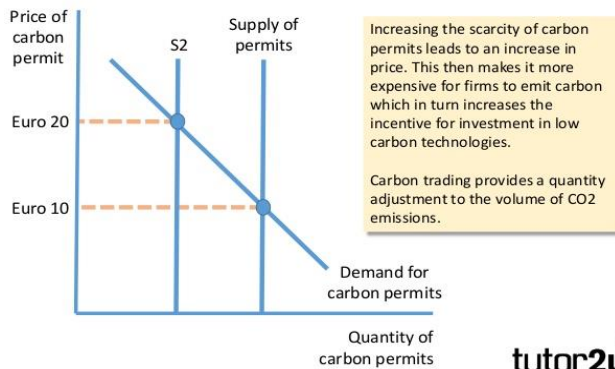 Price of
carbon
permit
S2
Supply of
permits
Euro 20
Euro 10
Demand for
carbon permits
Quantity of
carbon permits
Increasing the scarcity of carbon
permits leads to an increase in
price. This then makes it more
expensive for firms to emit carbon
which in turn increases the
incentive for investment in low
carbon technologies.
Carbon trading provides a quantity
adjustment to the volume of CO2
emissions.
tutor2u